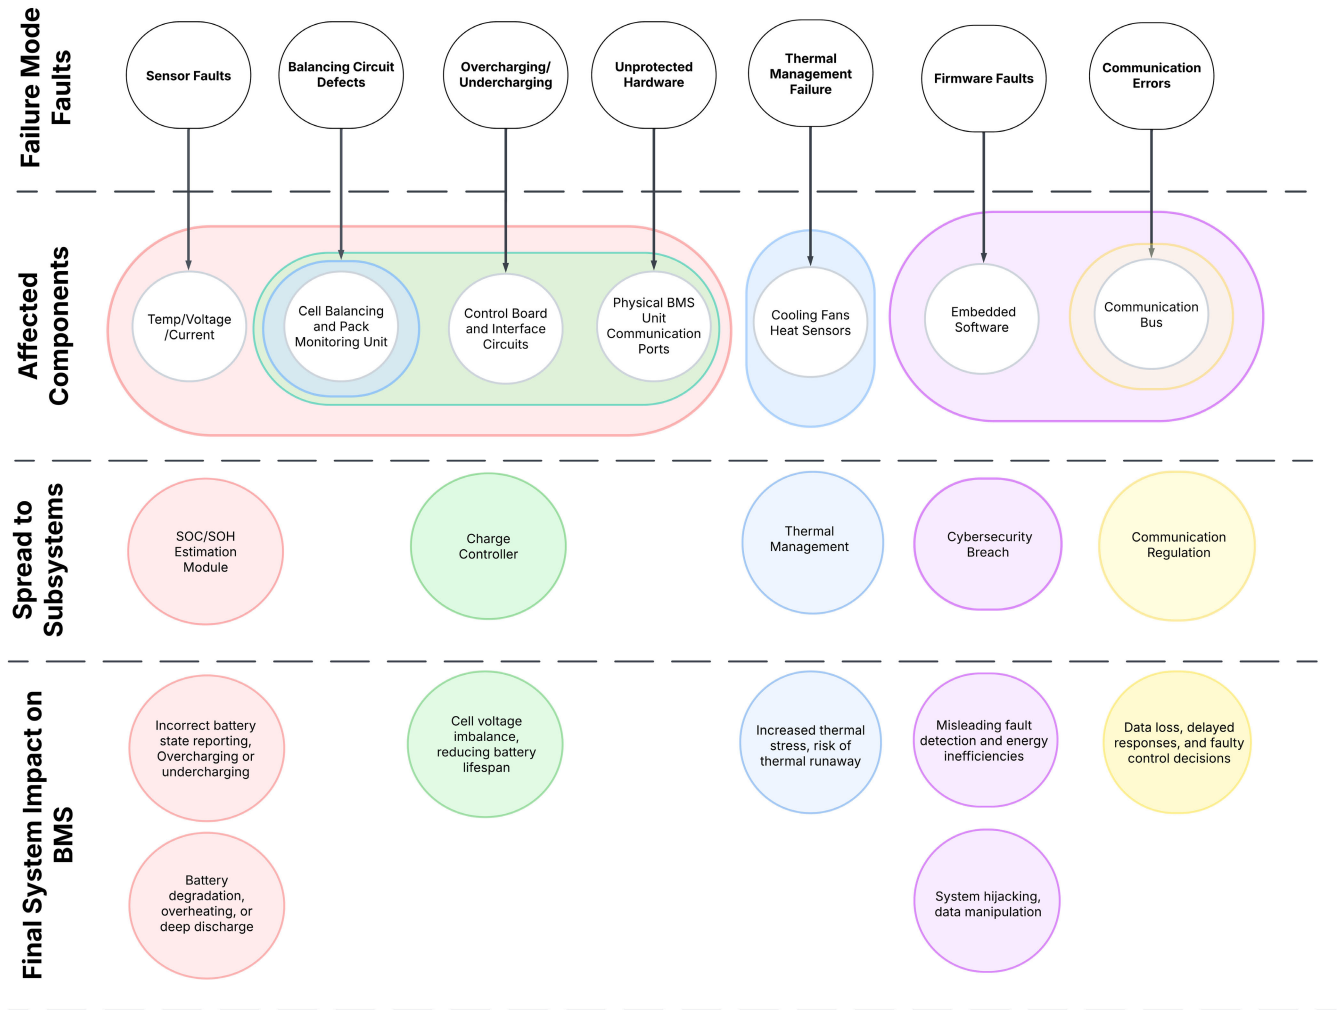 Failure Mode
Faults
Sensor Faults
Balancing Circuit
Defects
Overcharging/
Undercharging
Unprotected
Hardware
Thermal
Management
Failure
Firmware Faults
Communication
Errors
Affected
Components
Temp/Voltage
/Current
Cell Balancing
and Pack
Monitoring Unit
Control Board
and Interface
Circuits
Physical BMS
Unit
Communication
Ports
Cooling Fans
Heat Sensors
Embedded
Software
Communication
Bus
Spread to
Subsystems
SOC/SOH
Estimation
Module
Charge
Controller
Thermal
Management
Cybersecurity
Breach
Communication
Regulation
Final System Impact on
BMS
Incorrect battery
state reporting,
Overcharging or
undercharging
Cell voltage
imbalance,
reducing battery
lifespan
Increased thermal
stress, risk of
thermal runaway
Misleading fault
detection and energy
inefficiencies
Data loss, delayed
responses, and faulty
control decisions
Battery
degradation,
overheating, or
deep discharge
System hijacking,
data manipulation